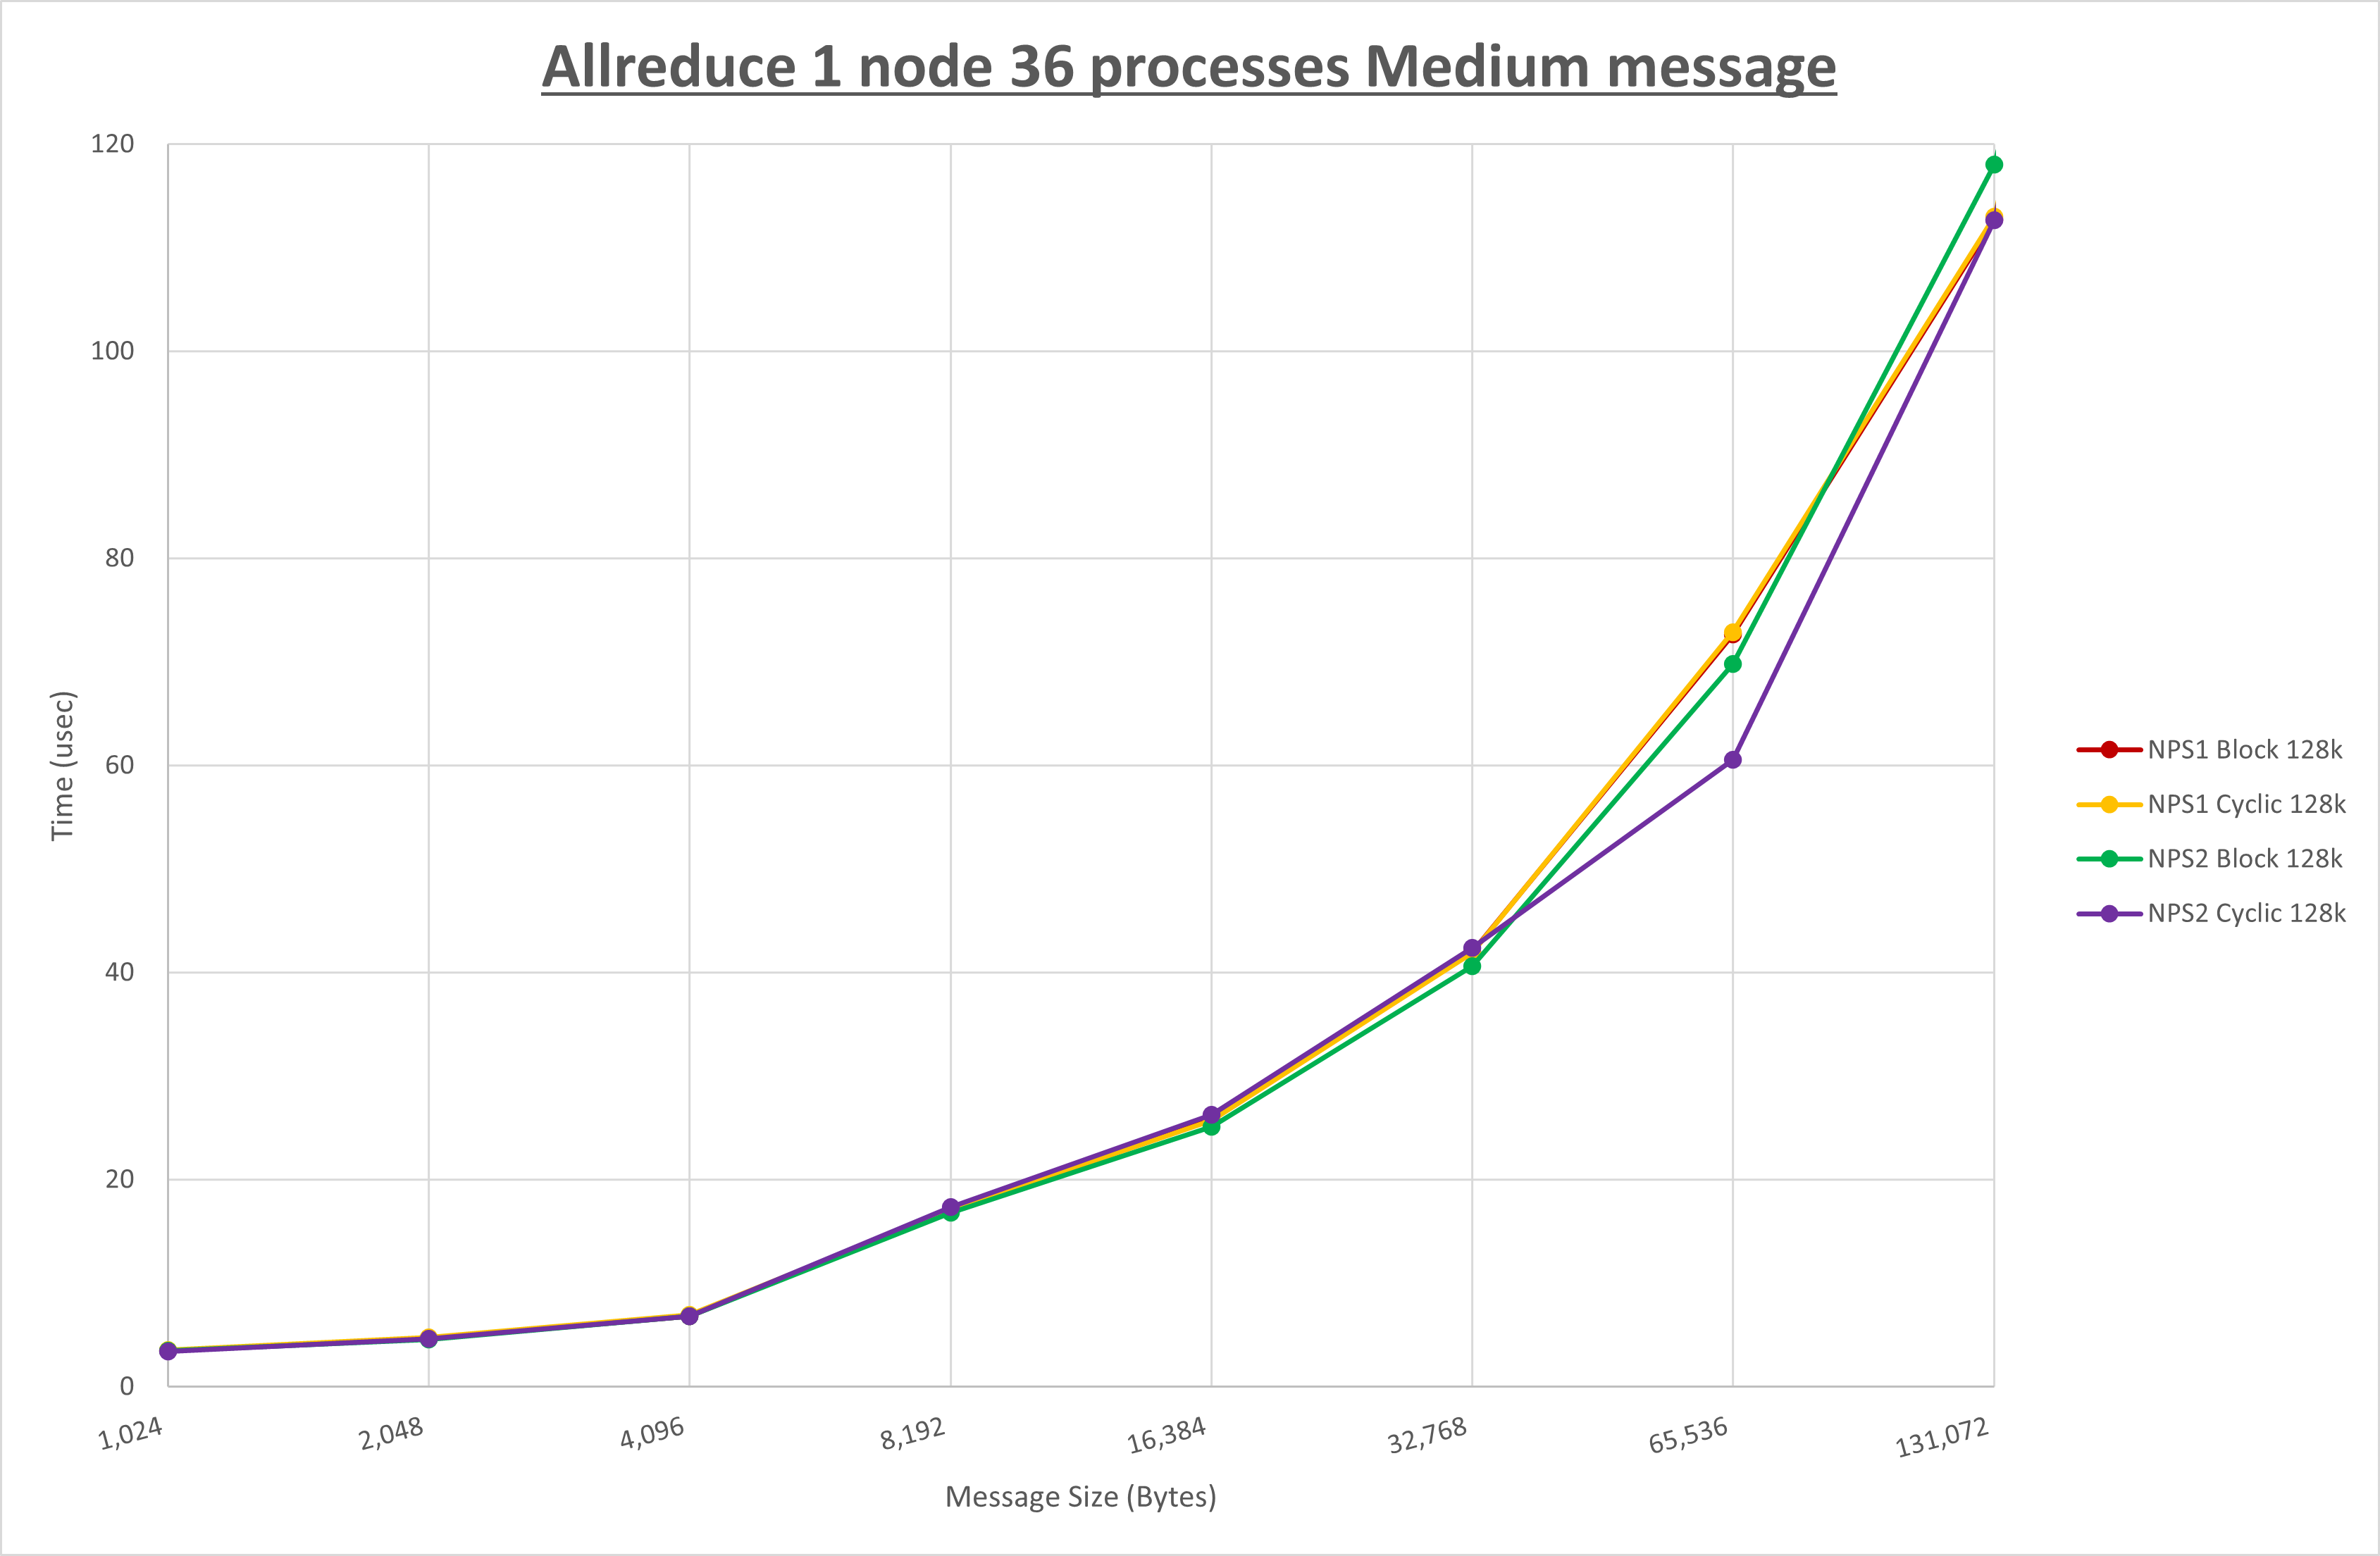 Allreduce 1 node 36 processes Medium message
120
100
80
60
40
20
0
Time (usec)
1,024
2,048
4,096
8,192
16,384
32,768
65,536
131,072
Message Size (Bytes)
NPS1 Block 128k
NPS1 Cyclic 128k
NPS2 Block 128k
NPS2 Cyclic 128k